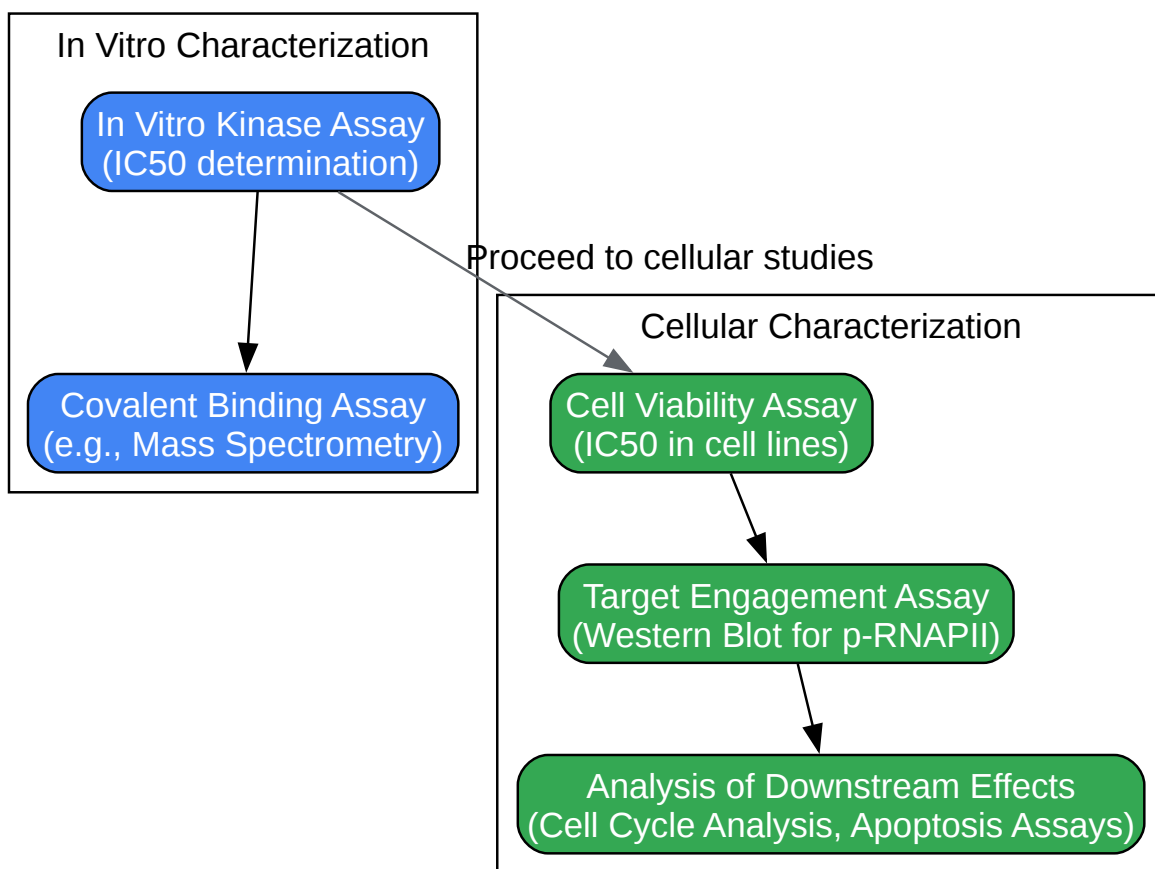 In Vitro Characterization
In Vitro Kinase Assay
(IC50 determination)
Proceed to cellular studies
Covalent Binding Assay
(e.g., Mass Spectrometry)
Cellular Characterization
Cell Viability Assay
(IC50 in cell lines)
Target Engagement Assay
(Western Blot for p-RNAPII)
Analysis of Downstream Effects
(Cell Cycle Analysis, Apoptosis Assays)